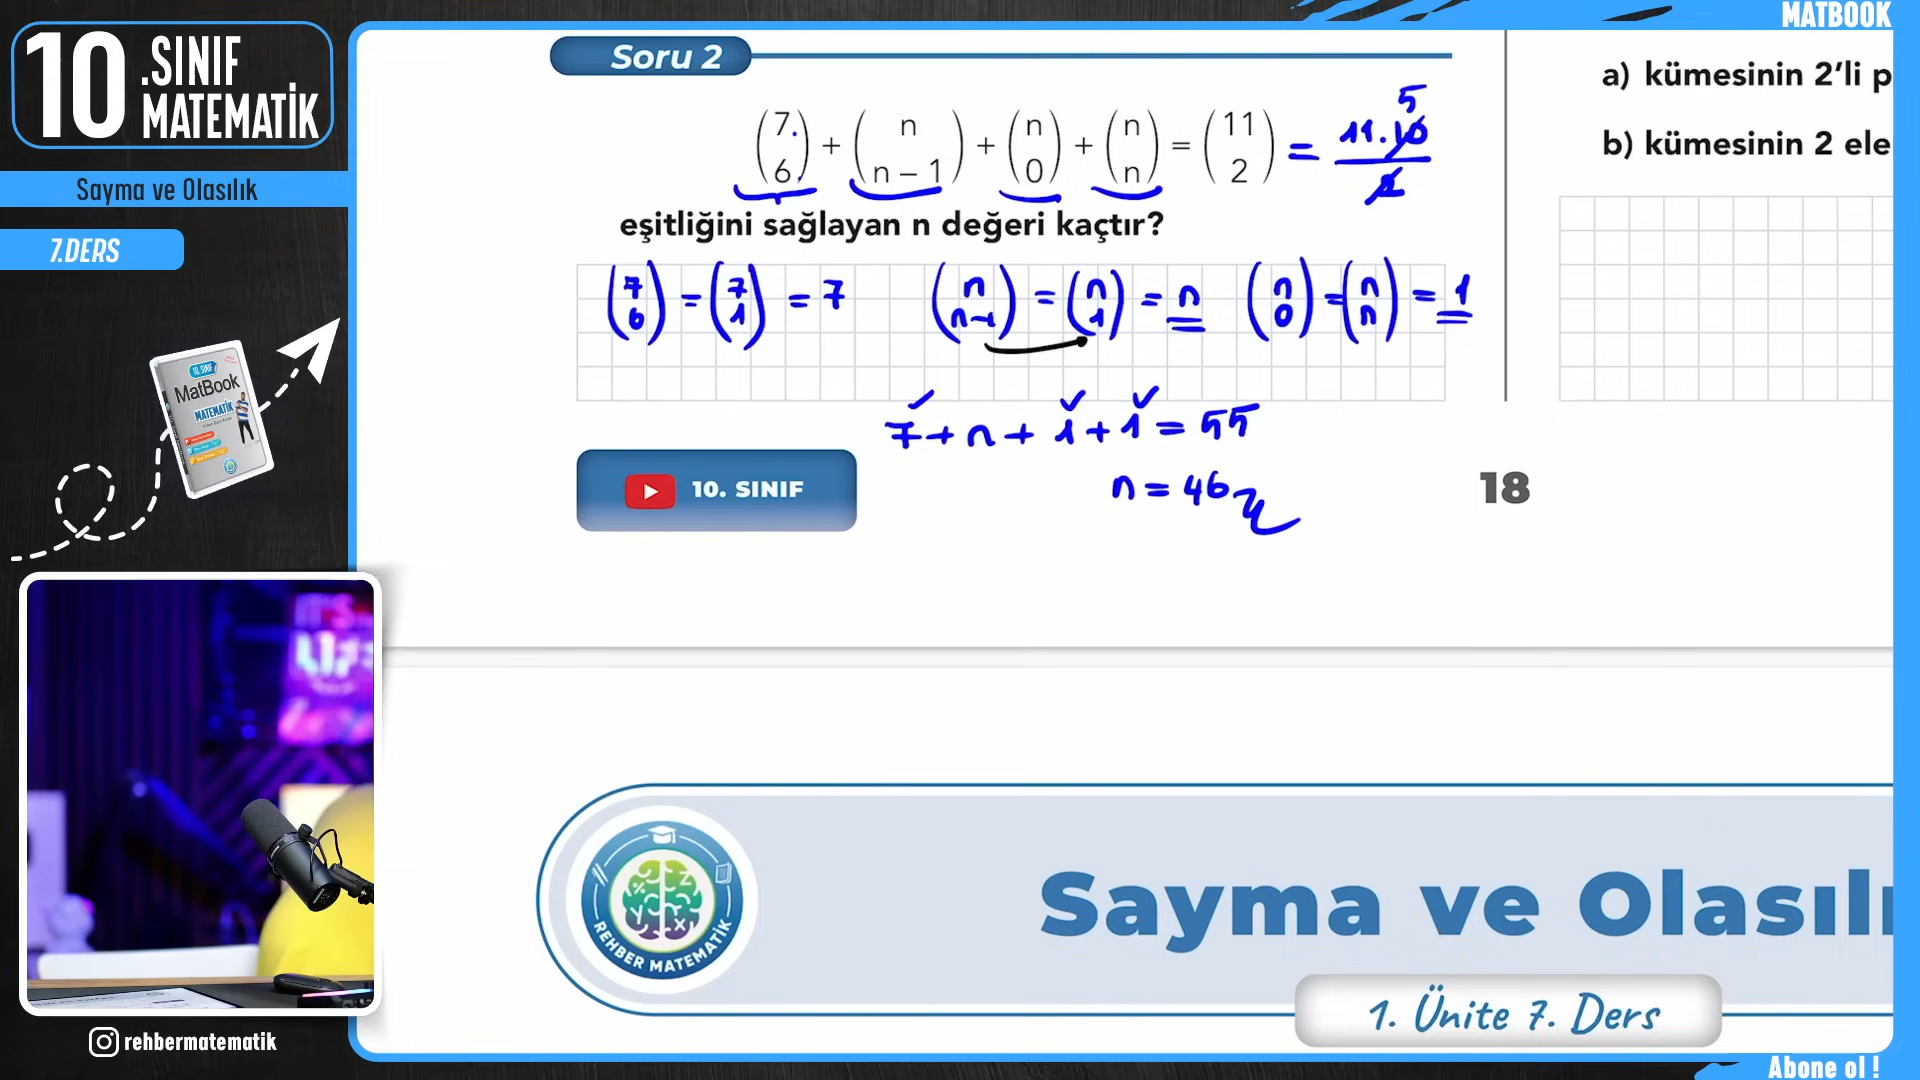 MATBOOK
10
.SINIF
MATEMATİK
Sayma ve Olasılık
7.DERS
10. SINIF
MatBook
MATEMATİK
Soru 2
(7. 6.) + (n n – 1) + (n 0) + (n n) = (11 2) = 11.10 5 / 2
eşitliğini sağlayan n değeri kaçtır?
(7 6) = (7 1) = 7 (n n-1) = (n 1) = n (n 0) = (n n) = 1
7 + n + 1 + 1 = 55
n = 46
10. SINIF
18
a) kümesinin 2’li p
b) kümesinin 2 ele
REHBER MATEMATİK
Sayma ve Olasılı
1. Ünite 7. Ders
rehbermatematik
Abone ol !